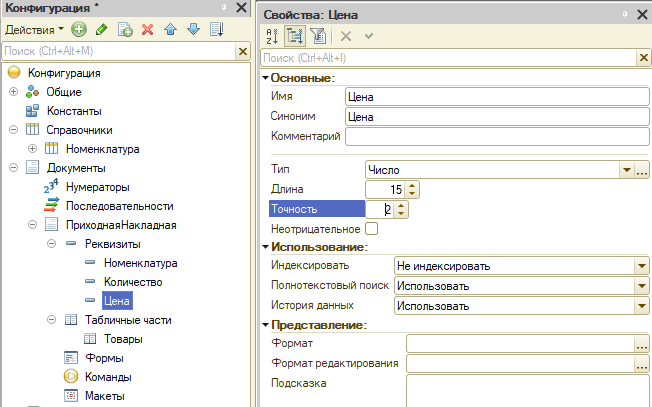 Конфигурация *
Действия
Поиск (Ctrl+Alt+M)
Конфигурация
Общие
Константы
Справочники
Номенклатура
Документы
Нумераторы
Последовательности
ПриходнаяНакладная
Реквизиты
Номенклатура
Количество
Цена
Табличные части
Товары
Формы
Команды
Макеты
Свойства: Цена
Поиск (Ctrl+Alt+I)
Основные:
Имя Цена
Синоним Цена
Комментарий
Тип Число ...
Длина 15
Точность 2
Неотрицательное
Использование:
Индексировать Не индексировать
Полнотекстовый поиск Использовать
История данных Использовать
Представление:
Формат ...
Формат редактирования ...
Подсказка